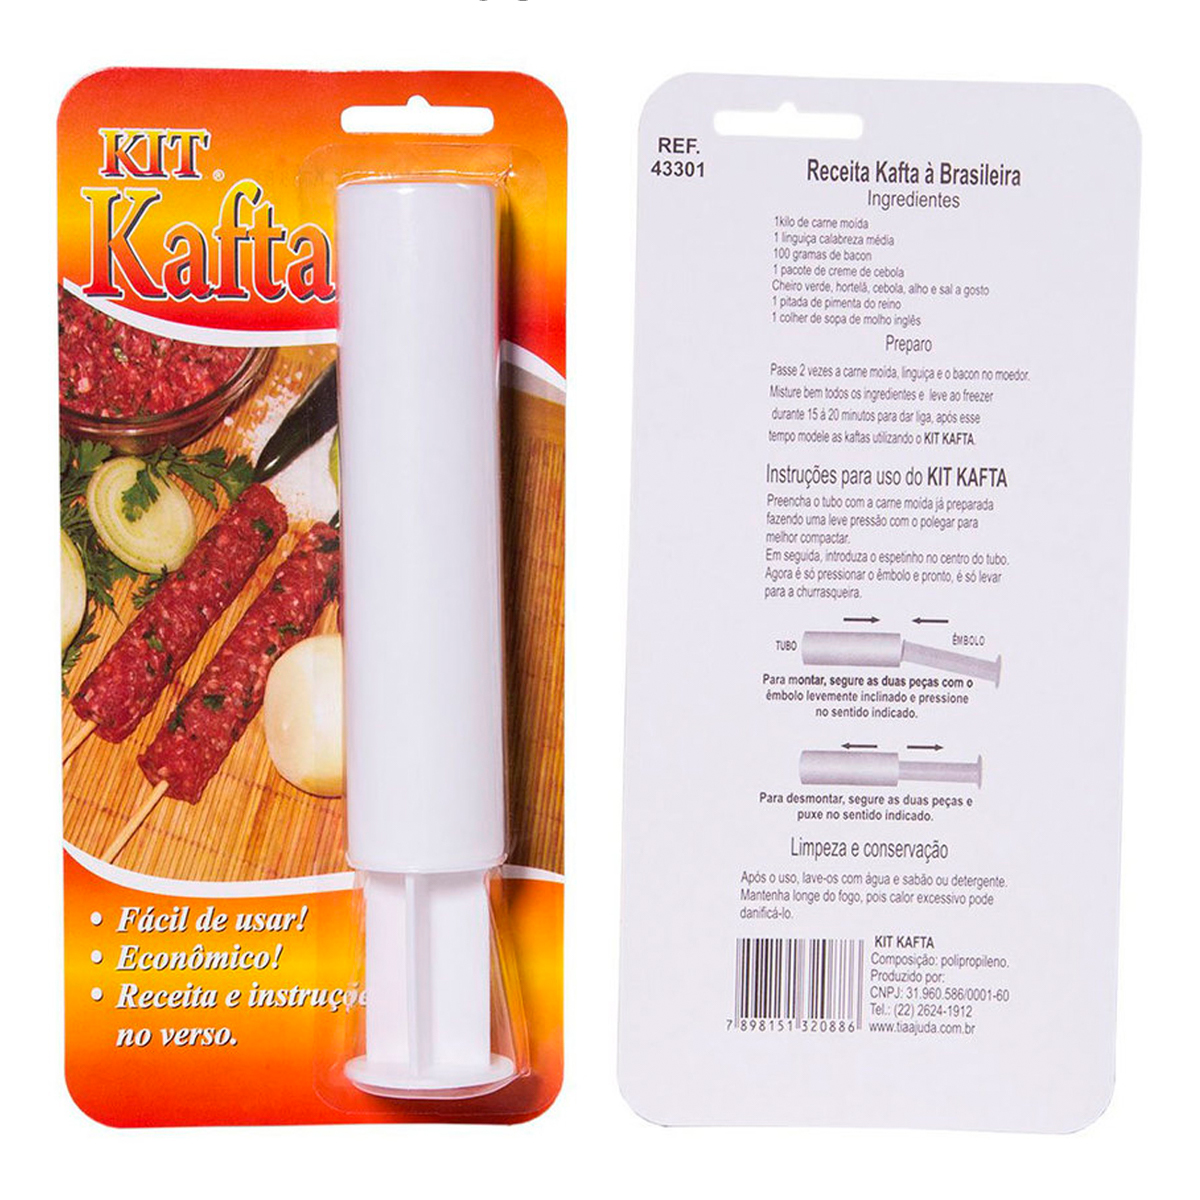 KIT®
Kafta
• Fácil de usar!
• Econômico!
• Receita e instruçõe
no verso.
REF.
43301
Receita Kafta à Brasileira
Ingredientes
1kilo de carne moída
1 linguiça calabreza média
100 gramas de bacon
1 pacote de creme de cebola
Cheiro verde, hortelã, cebola, alho e sal a gosto
1 pitada de pimenta do reino
1 colher de sopa de molho inglês
Preparo
Passe 2 vezes a carne moída, linguiça e o bacon no moedor.
Misture bem todos os ingredientes e leve ao freezer
durante 15 à 20 minutos para dar liga, após esse
tempo modele as kaftas utilizando o KIT KAFTA.
Instruções para uso do KIT KAFTA
Preencha o tubo com a carne moída já preparada
fazendo uma leve pressão com o polegar para
melhor compactar.
Em seguida, introduza o espetinho no centro do tubo.
Agora é só pressionar o êmbolo e pronto, é só levar
para a churrasqueira.
TUBO
ÊMBOLO
Para montar, segure as duas peças com o
êmbolo levemente inclinado e pressione
no sentido indicado.
Para desmontar, segure as duas peças e
puxe no sentido indicado.
Limpeza e conservação
Após o uso, lave-os com água e sabão ou detergente.
Mantenha longe do fogo, pois calor excessivo pode
danificá-lo.
KIT KAFTA
Composição: polipropileno.
Produzido por:
CNPJ: 31.960.586/0001-60
Tel.: (22) 2624-1912
www.tiaajuda.com.br
7 898151 320886